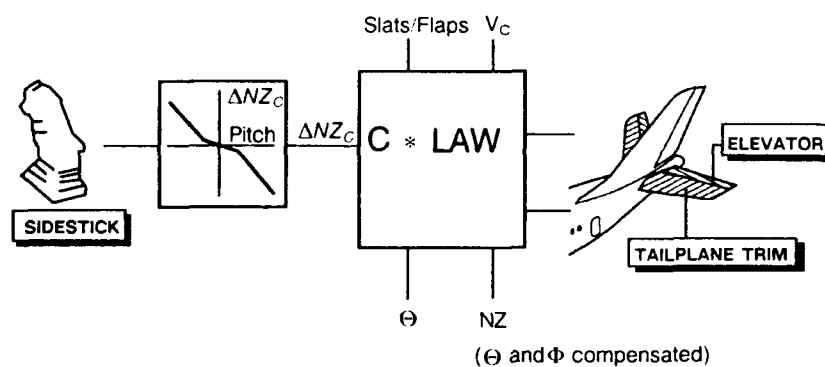 Slats/Flaps V_C
ΔNZ_C
Pitch
ΔNZ_C
C * LAW
ELEVATOR
SIDESTICK
TAILPLANE TRIM
Θ NZ
(Θ and Φ compensated)